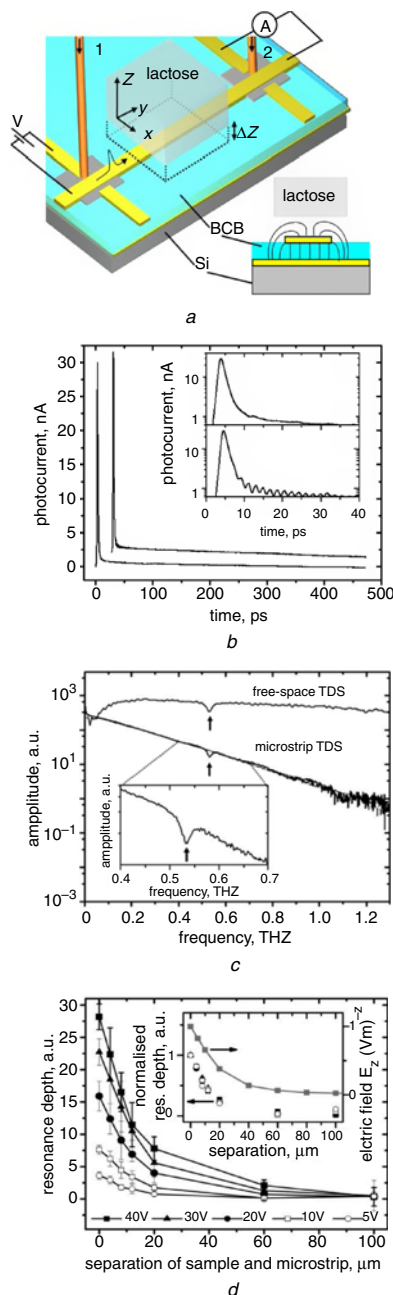 1
2
A
Z
lactose
y
x
ΔZ
V
lactose
BCB
Si
a
photocurrent, nA
30
25
20
15
10
5
0
0 100 200 300 400 500
time, ps
photocurrent, nA
10
1
10
1
0 10 20 30 40
time, ps
b
ampplitude, a.u.
10³
10¹
10⁻¹
10⁻³
free-space TDS
microstrip TDS
ampplitude, a.u.
0.4 0.5 0.6 0.7
frequency, THZ
0 0.2 0.4 0.6 0.8 1.0 1.2
frequency, THZ
c
resonance depth, a.u.
30
25
20
15
10
5
0
normalised
res. depth, a.u.
1
0
1
0
elctric field E_z (Vm)⁻²
0 20 40 60 80 100
separation, μm
40V 30V 20V 10V 5V
0 20 40 60 80 100
separation of sample and microstrip, μm
d